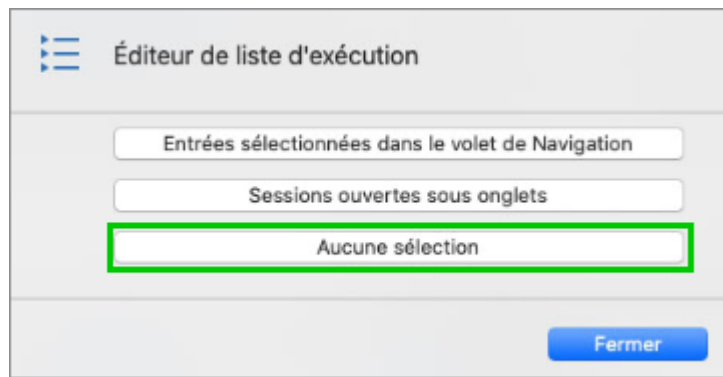 Éditeur de liste d'exécution
Entrées sélectionnées dans le volet de Navigation
Sessions ouvertes sous onglets
Aucune sélection
Fermer